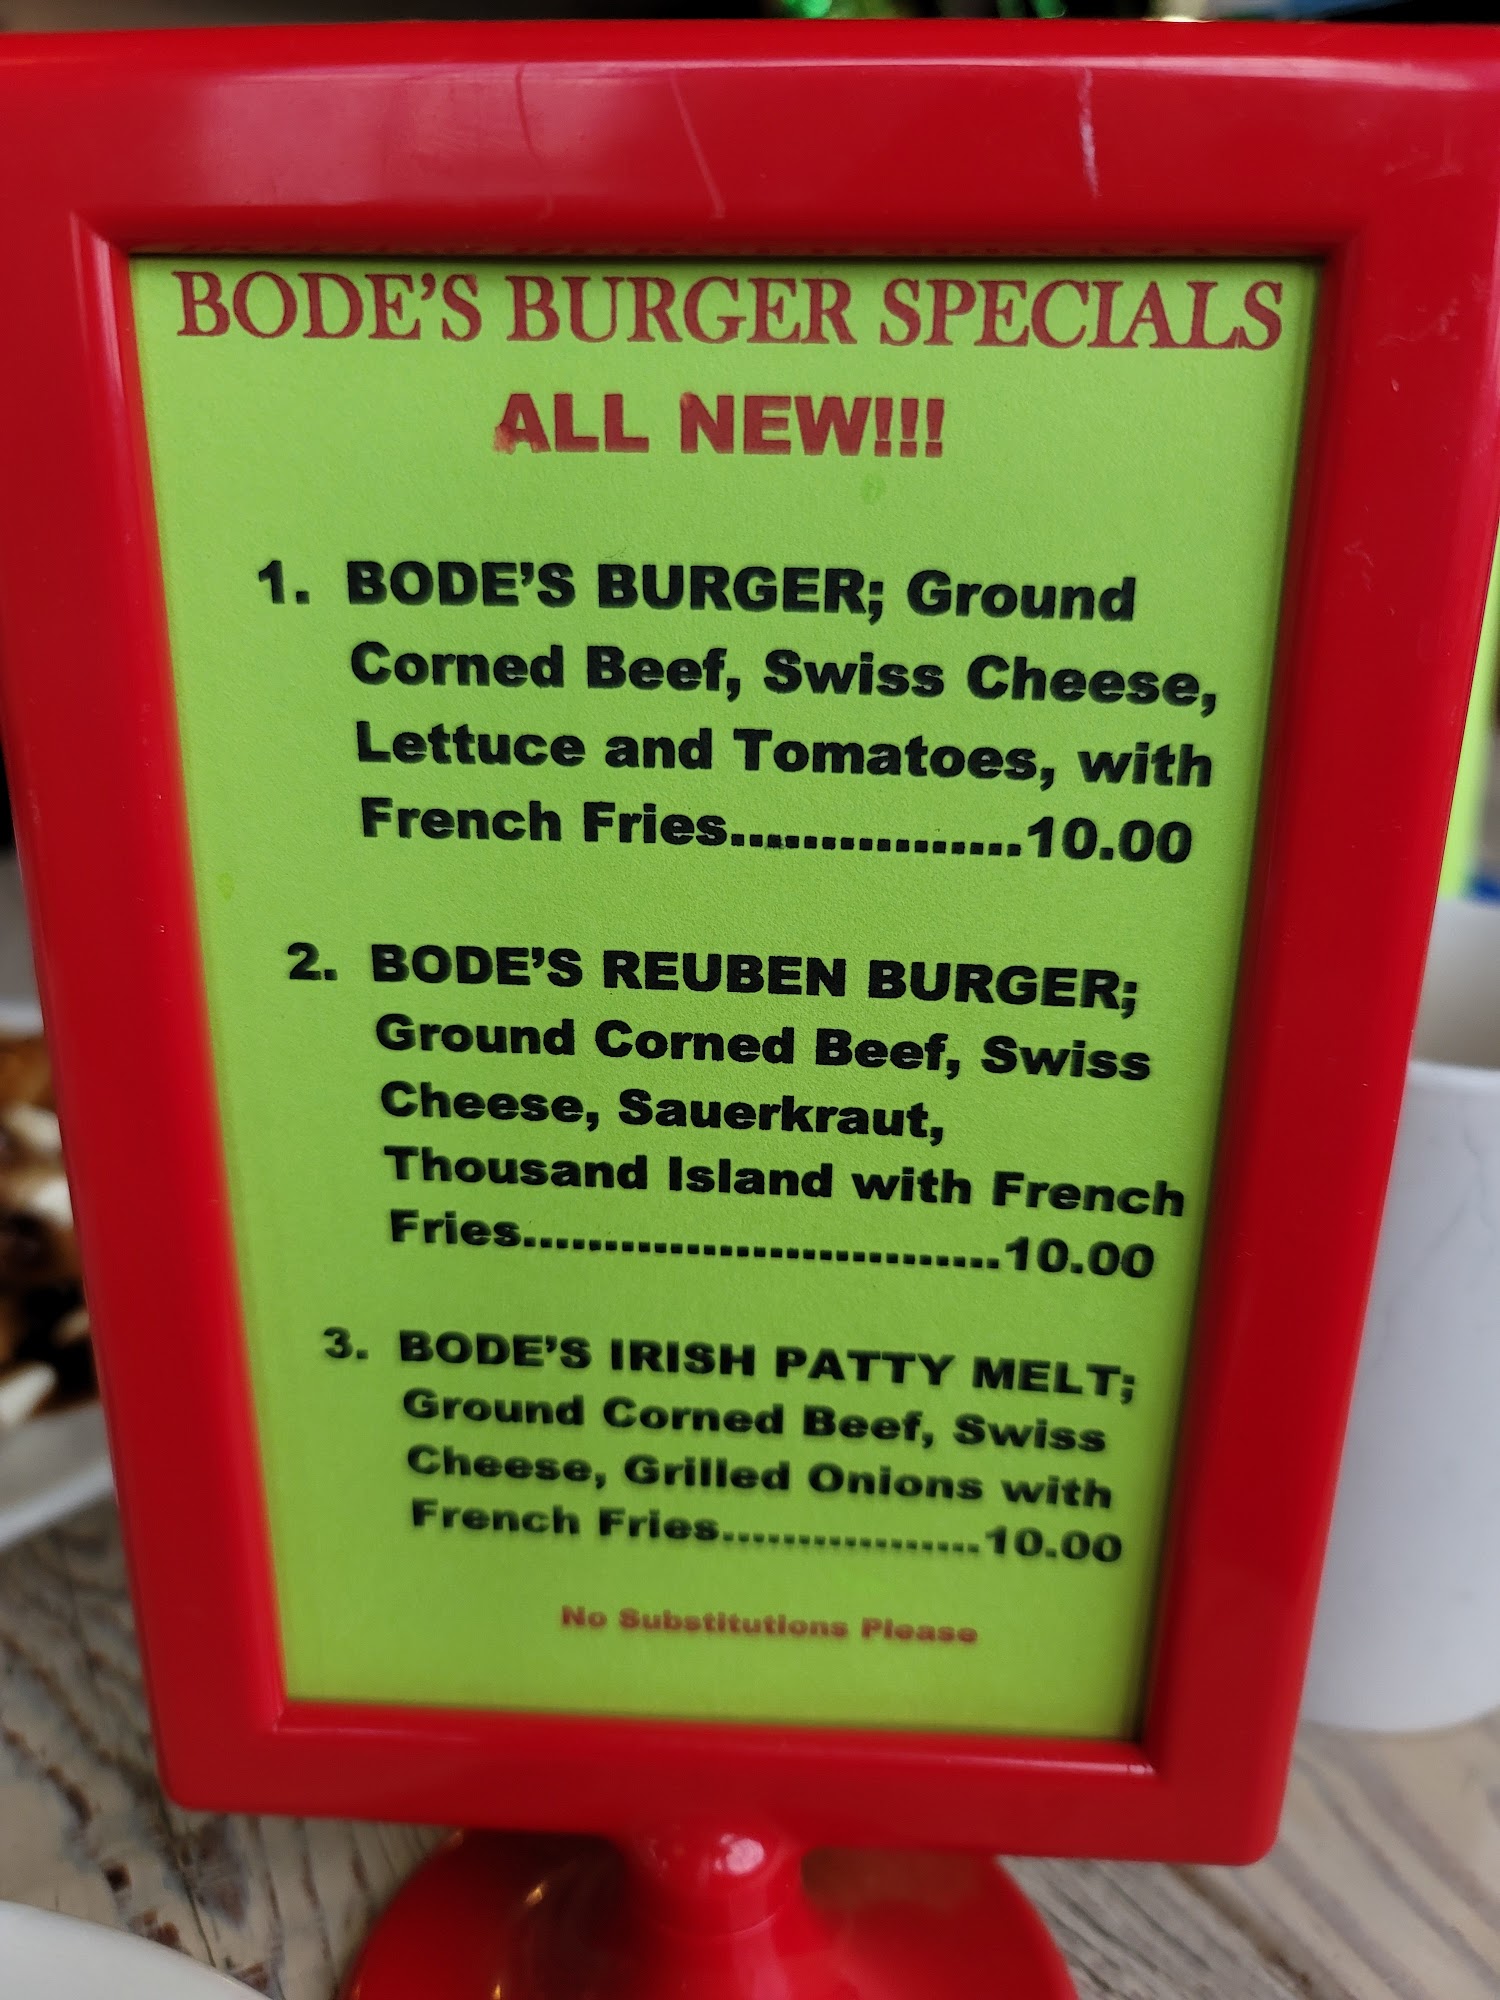 BODE'S BURGER SPECIALS
ALL NEW!!!
1. BODE'S BURGER; Ground
Corned Beef, Swiss Cheese,
Lettuce and Tomatoes, with
French Fries.................10.00
2. BODE'S REUBEN BURGER;
Ground Corned Beef, Swiss
Cheese, Sauerkraut,
Thousand Island with French
Fries..............................10.00
3. BODE'S IRISH PATTY MELT;
Ground Corned Beef, Swiss
Cheese, Grilled Onions with
French Fries.................10.00
No Substitutions Please